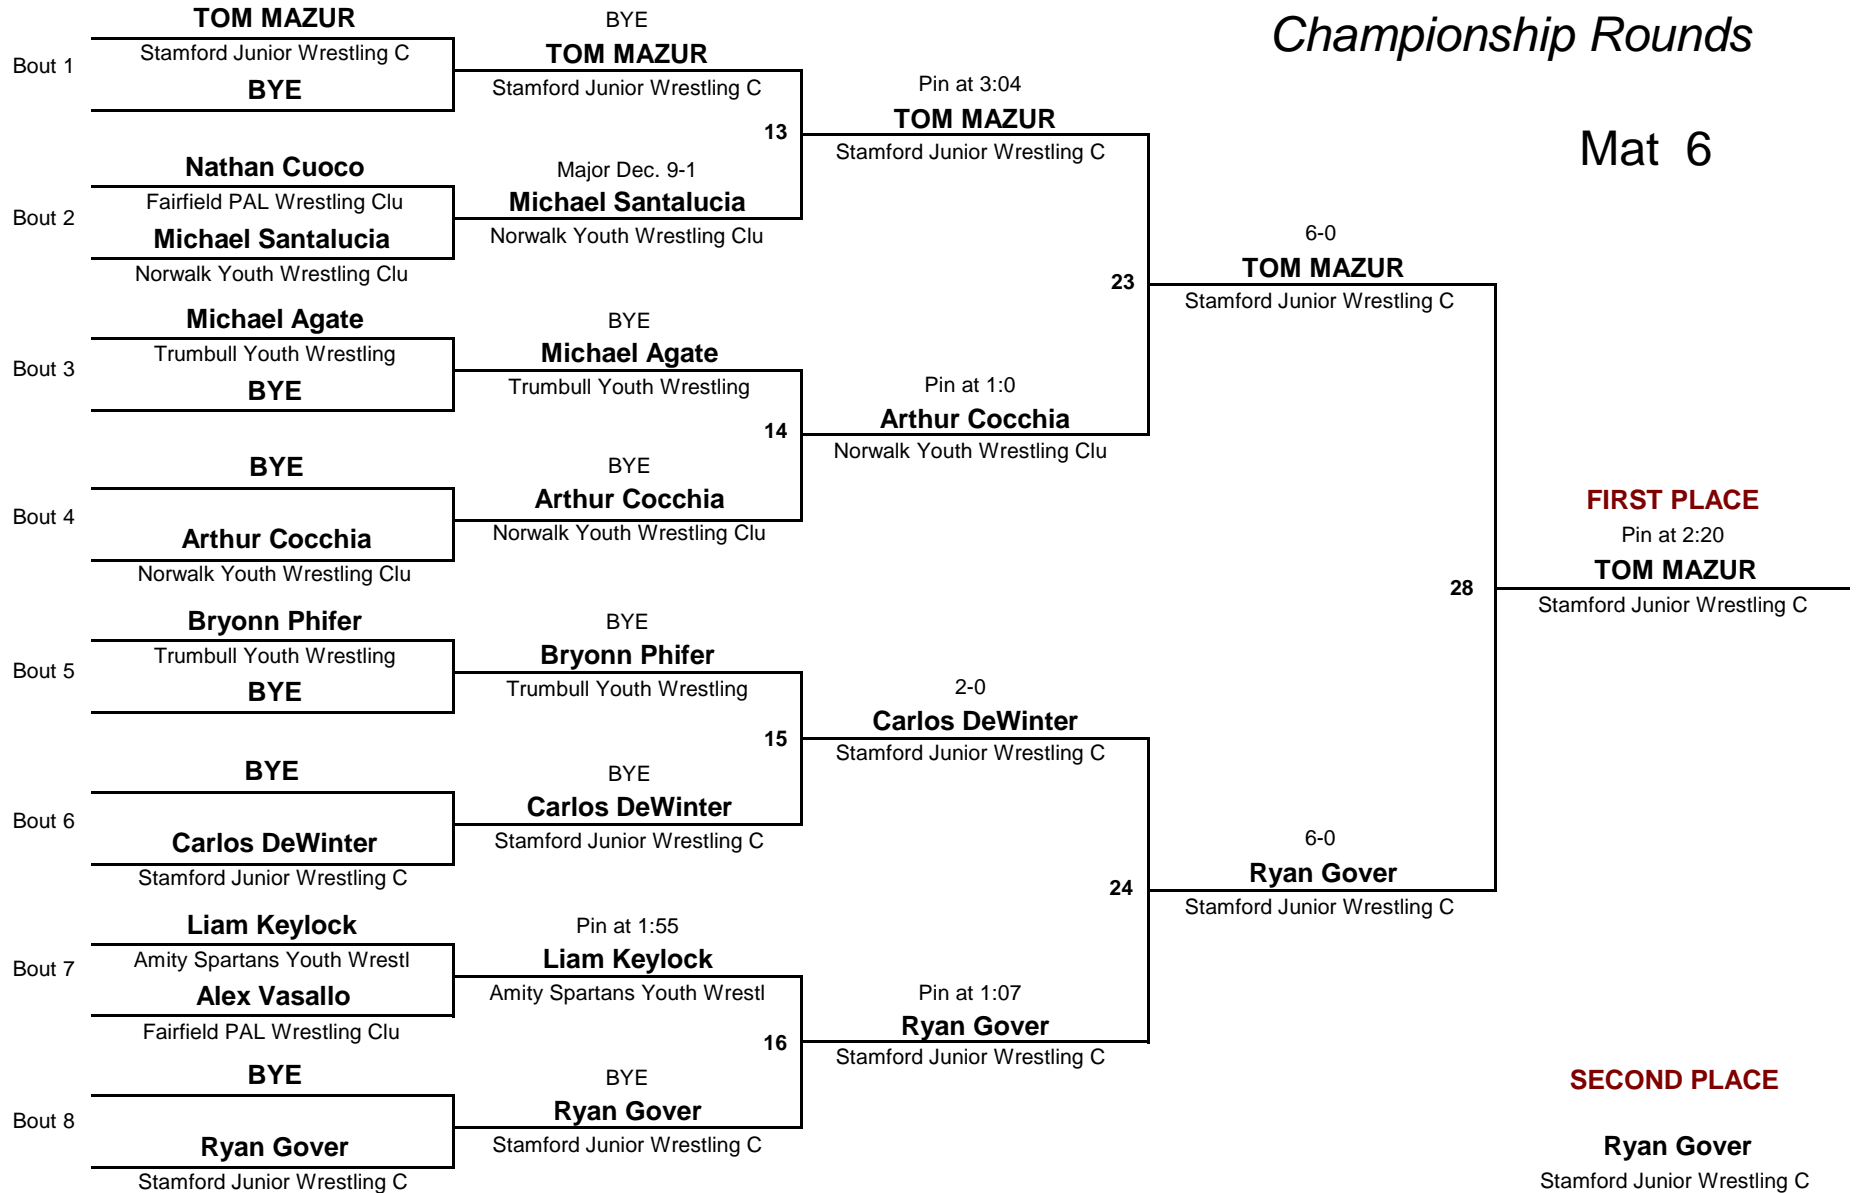 Championship Rounds
Mat 6
Bout 1
TOM MAZUR
Stamford Junior Wrestling C
BYE
Bout 2
Nathan Cuoco
Fairfield PAL Wrestling Clu
Michael Santalucia
Norwalk Youth Wrestling Clu
Bout 3
Michael Agate
Trumbull Youth Wrestling
BYE
Bout 4
BYE
Arthur Cocchia
Norwalk Youth Wrestling Clu
Bout 5
Bryonn Phifer
Trumbull Youth Wrestling
BYE
Bout 6
BYE
Carlos DeWinter
Stamford Junior Wrestling C
Bout 7
Liam Keylock
Amity Spartans Youth Wrestl
Alex Vasallo
Fairfield PAL Wrestling Clu
Bout 8
BYE
Ryan Gover
Stamford Junior Wrestling C
BYE
TOM MAZUR
Stamford Junior Wrestling C
13
Major Dec. 9-1
Michael Santalucia
Norwalk Youth Wrestling Clu
BYE
Michael Agate
Trumbull Youth Wrestling
14
BYE
Arthur Cocchia
Norwalk Youth Wrestling Clu
BYE
Bryonn Phifer
Trumbull Youth Wrestling
15
BYE
Carlos DeWinter
Stamford Junior Wrestling C
Pin at 1:55
Liam Keylock
Amity Spartans Youth Wrestl
16
BYE
Ryan Gover
Stamford Junior Wrestling C
Pin at 3:04
TOM MAZUR
Stamford Junior Wrestling C
23
Pin at 1:0
Arthur Cocchia
Norwalk Youth Wrestling Clu
2-0
Carlos DeWinter
Stamford Junior Wrestling C
24
Pin at 1:07
Ryan Gover
Stamford Junior Wrestling C
6-0
TOM MAZUR
Stamford Junior Wrestling C
28
6-0
Ryan Gover
Stamford Junior Wrestling C
FIRST PLACE
Pin at 2:20
TOM MAZUR
Stamford Junior Wrestling C
SECOND PLACE
Ryan Gover
Stamford Junior Wrestling C